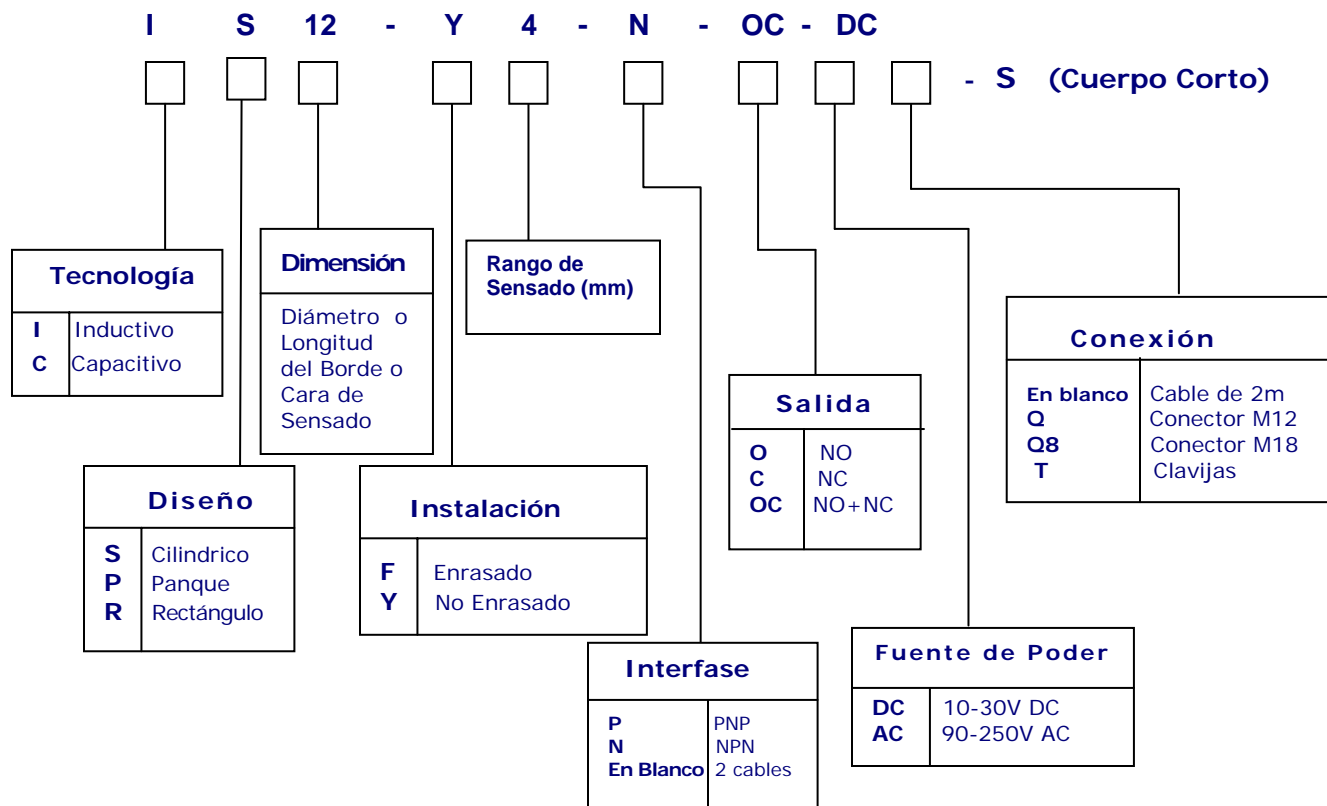 I S 12 - Y 4 - N - OC - DC
- S (Cuerpo Corto)
Tecnología
I Inductivo
C Capacitivo
Dimensión
Diámetro o
Longitud
del Borde o
Cara de
Sensado
Rango de
Sensado (mm)
Diseño
S Cilindrico
P Panque
R Rectángulo
Instalación
F Enrasado
Y No Enrasado
Interfase
P PNP
N NPN
En Blanco 2 cables
Salida
O NO
C NC
OC NO+NC
Fuente de Poder
DC 10-30V DC
AC 90-250V AC
Conexión
En blanco Cable de 2m
Q Conector M12
Q8 Conector M18
T Clavijas